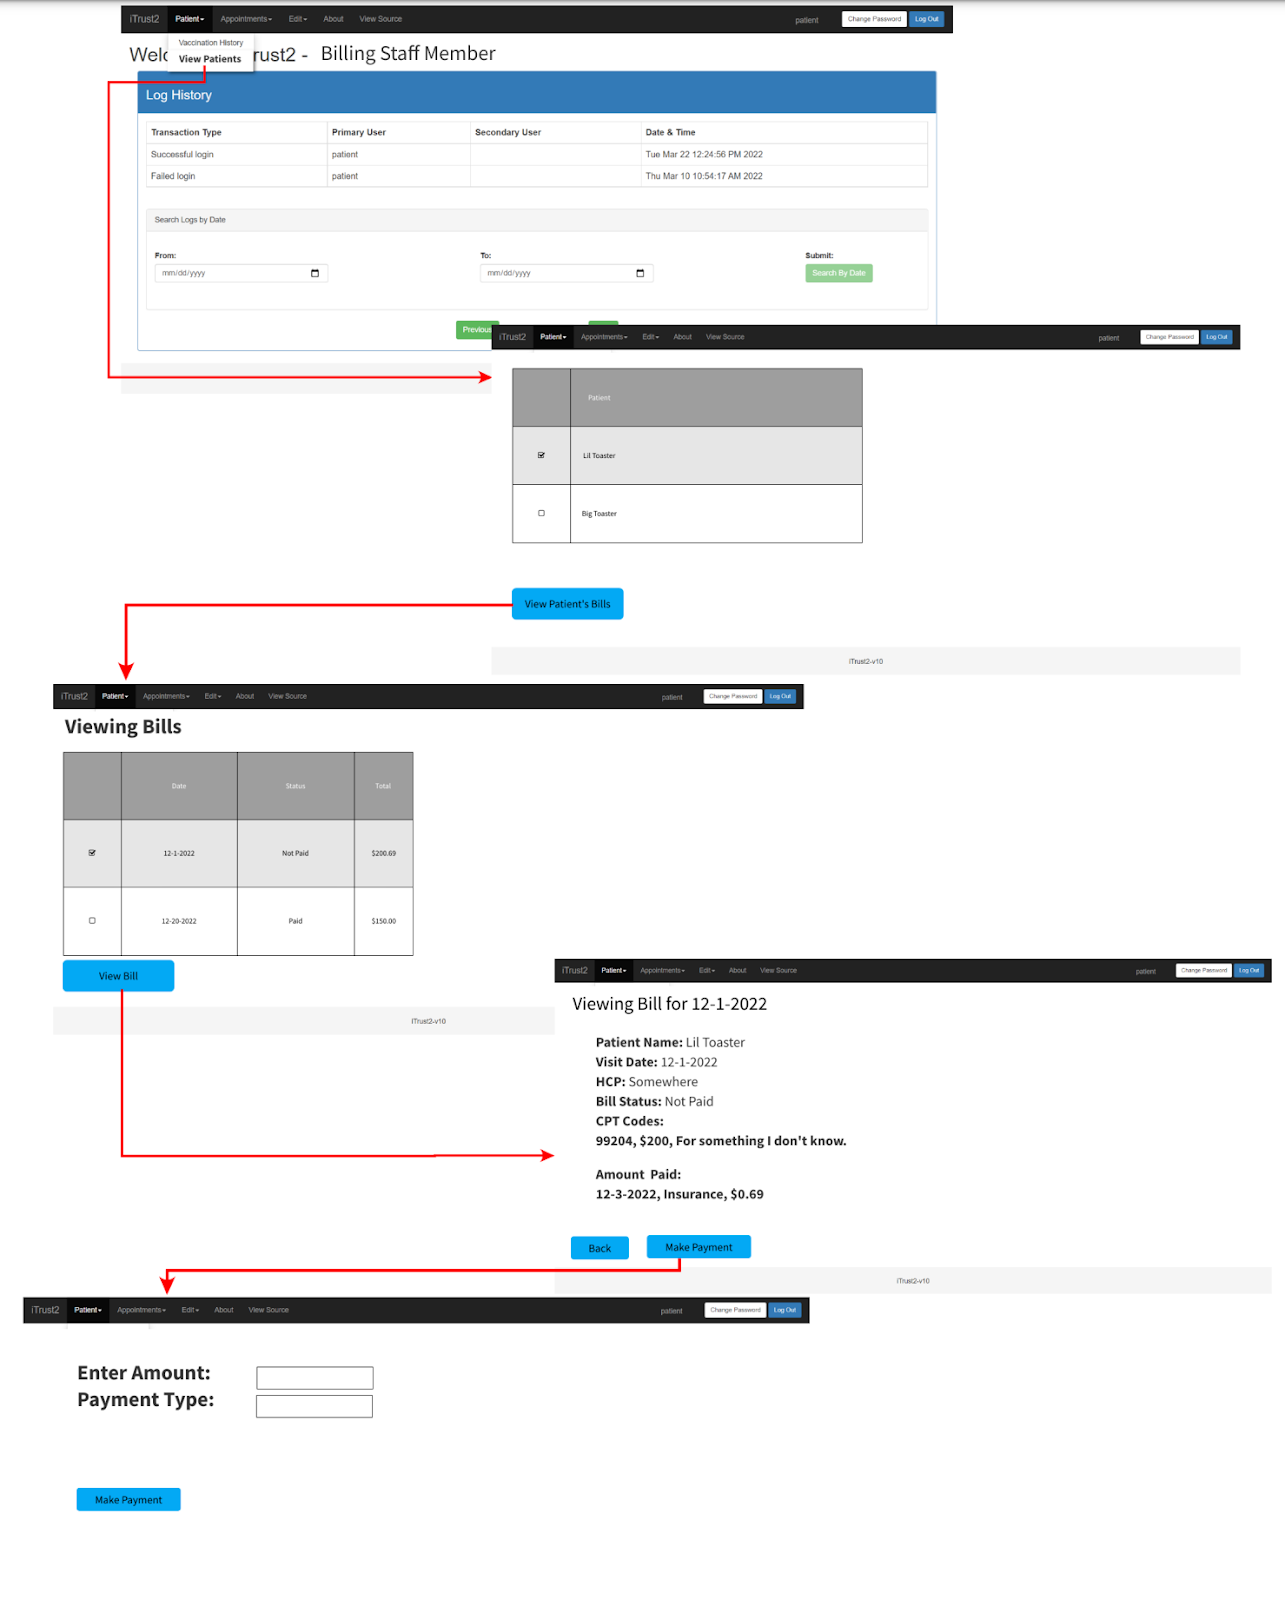 iTrust2 Patient Appointments Edit About View Source patient Change Password Log Out
Vaccination History
View Patients
Welc rust2 - Billing Staff Member
Log History
Transaction Type Primary User Secondary User Date & Time
Successful login patient Tue Mar 22 12:24:56 PM 2022
Failed login patient Thu Mar 10 10:54:17 AM 2022
Search Logs by Date
From: To: Submit:
mm/dd/yyyy mm/dd/yyyy Search By Date
Previous
iTrust2 Patient Appointments Edit About View Source patient Change Password Log Out
Patient
Lil Toaster
Big Toaster
View Patient's Bills
iTrust2-v10
iTrust2 Patient Appointments Edit About View Source patient Change Password Log Out
Viewing Bills
Date Status Total
12-1-2022 Not Paid $200.69
12-20-2022 Paid $150.00
View Bill
iTrust2-v10
iTrust2 Patient Appointments Edit About View Source patient Change Password Log Out
Viewing Bill for 12-1-2022
Patient Name: Lil Toaster
Visit Date: 12-1-2022
HCP: Somewhere
Bill Status: Not Paid
CPT Codes:
99204, $200, For something I don't know.
Amount Paid:
12-3-2022, Insurance, $0.69
Back Make Payment
iTrust2-v10
iTrust2 Patient Appointments Edit About View Source patient Change Password Log Out
Enter Amount:
Payment Type:
Make Payment